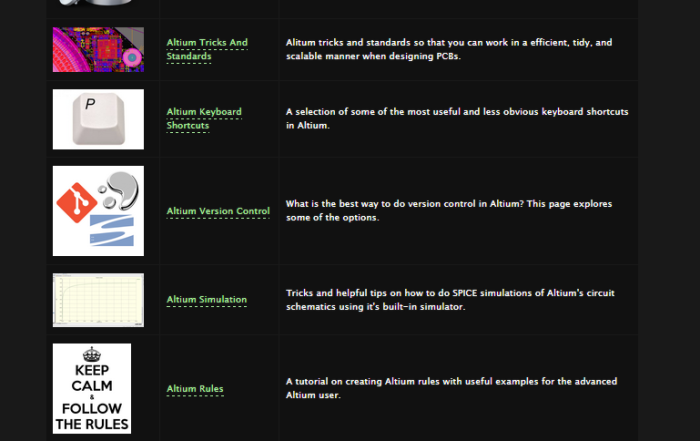 Altium Tricks And
Standards
Alitum tricks and standards so that you can work in a efficient, tidy, and
scalable manner when designing PCBs.
P
Altium Keyboard
Shortcuts
A selection of some of the most useful and less obvious keyboard shortcuts
in Altium.
Altium Version Control
What is the best way to do version control in Altium? This page explores
some of the options.
Altium Simulation
Tricks and helpful tips on how to do SPICE simulations of Altium's circuit
schematics using it's built-in simulator.
KEEP
CALM
&
FOLLOW
THE RULES
Altium Rules
A tutorial on creating Altium rules with useful examples for the advanced
Altium user.